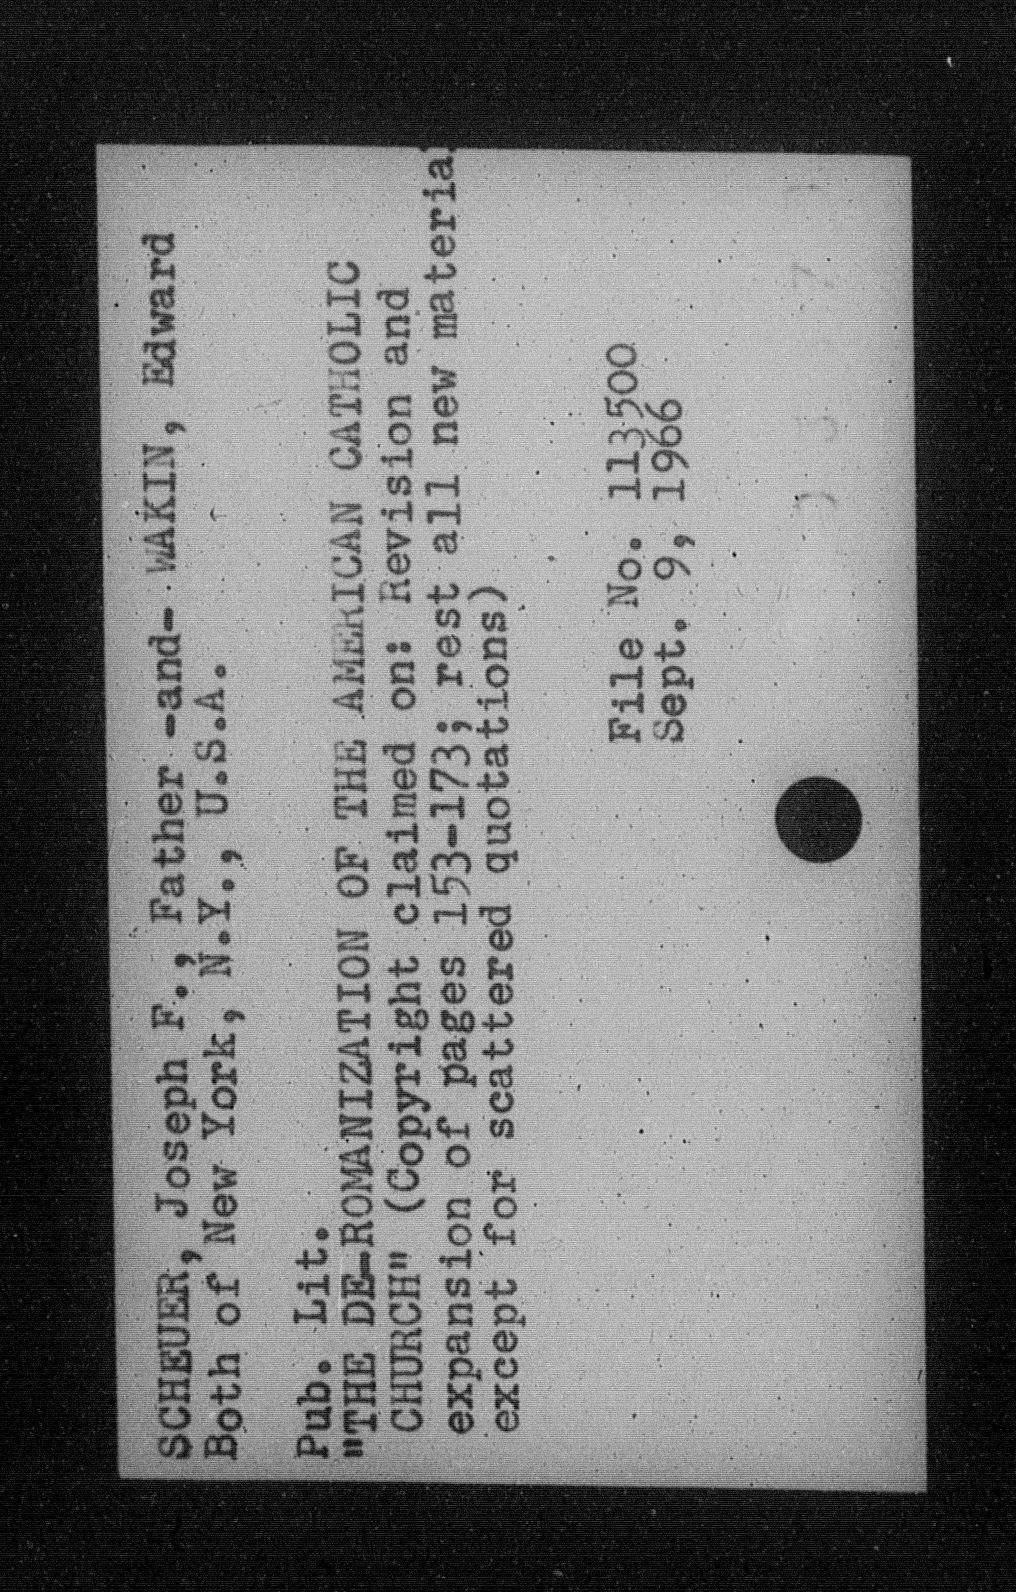 SCHEUER, Joseph F., Father -and- WAKIN, Edward
Both of New York, N.Y., U.S.A.
Pub. Lit.
"THE DE-ROMANIZATION OF THE AMERICAN CATHOLIC
CHURCH" (Copyright claimed on: Revision and
expansion of pages 153-173; rest all new material
except for scattered quotations)
File No. 113500
Sept. 9, 1966